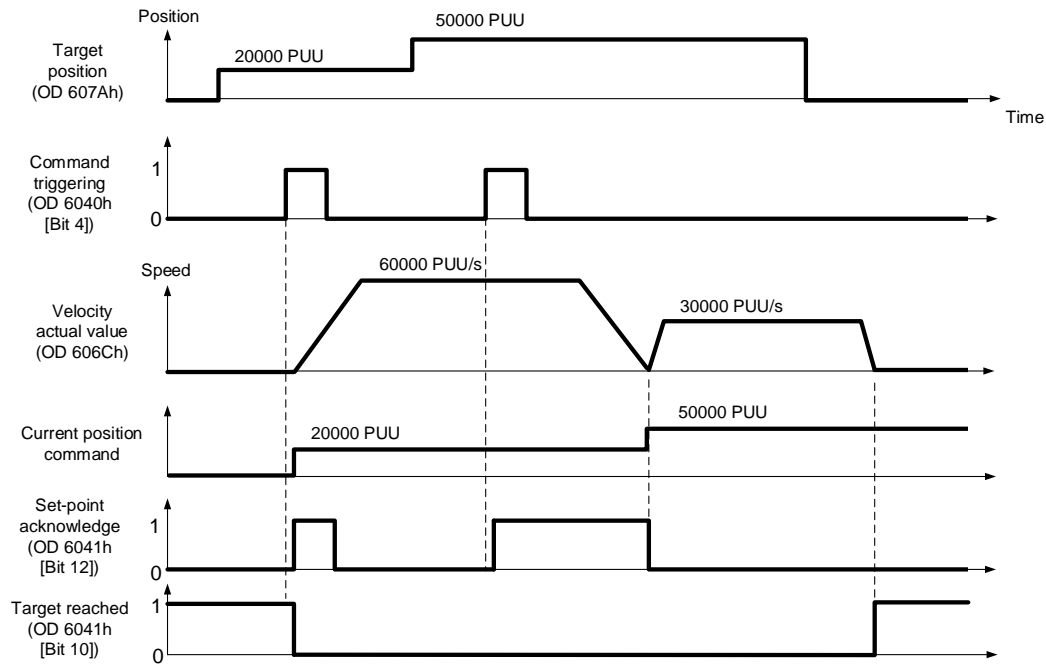 Position
50000 PUU
20000 PUU
Target
position
(OD 607Ah)
Time
Command
triggering
(OD 6040h
[Bit 4])
1
0
Speed
60000 PUU/s
30000 PUU/s
Velocity
actual value
(OD 606Ch)
50000 PUU
20000 PUU
Current position
command
Set-point
acknowledge
(OD 6041h
[Bit 12])
1
0
Target reached
(OD 6041h
[Bit 10])
1
0